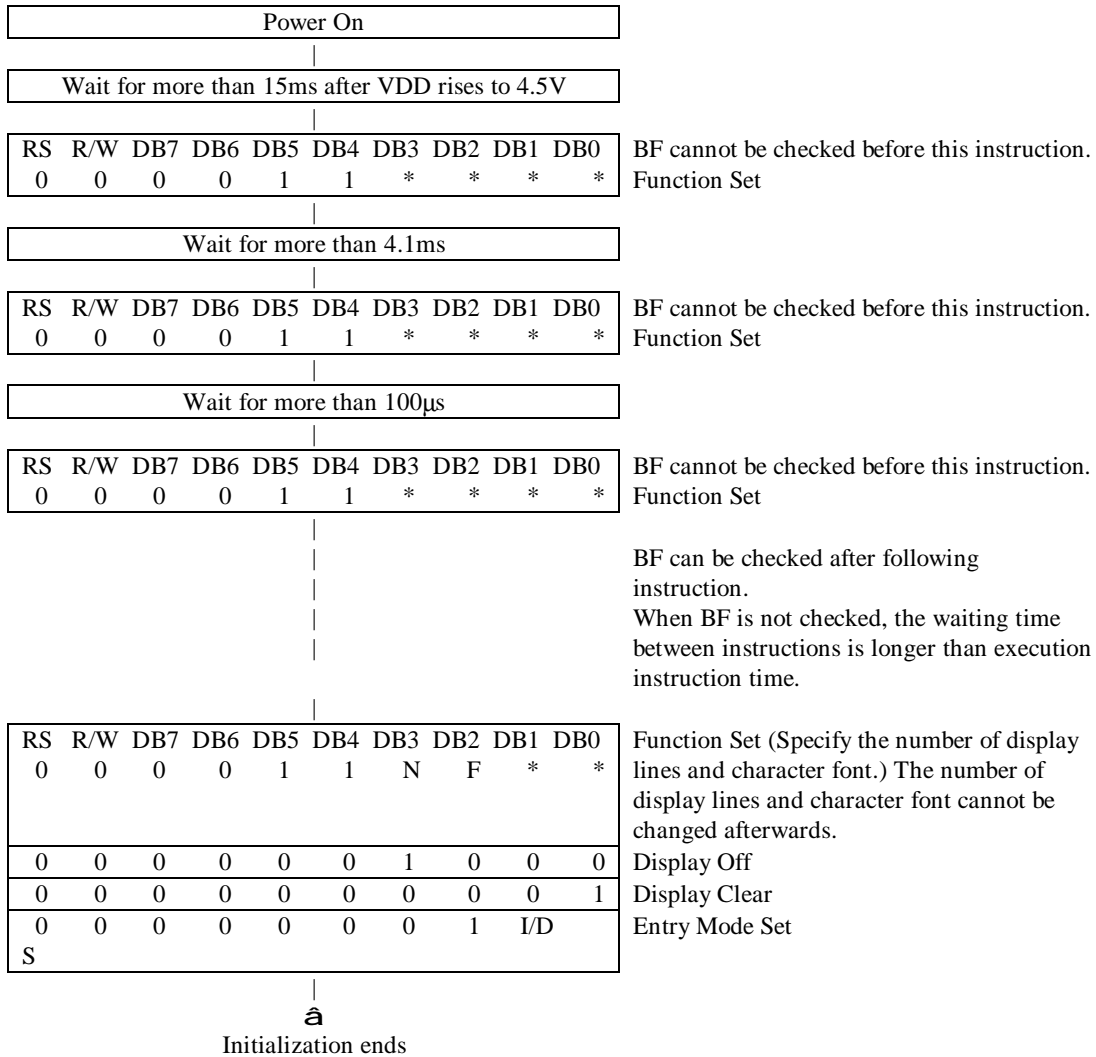 Power On
Wait for more than 15ms after VDD rises to 4.5V
RS R/W DB7 DB6 DB5 DB4 DB3 DB2 DB1 DB0 BF cannot be checked before this instruction.
0 0 0 0 1 1 * * * * Function Set
Wait for more than 4.1ms
RS R/W DB7 DB6 DB5 DB4 DB3 DB2 DB1 DB0 BF cannot be checked before this instruction.
0 0 0 0 1 1 * * * * Function Set
Wait for more than 100µs
RS R/W DB7 DB6 DB5 DB4 DB3 DB2 DB1 DB0 BF cannot be checked before this instruction.
0 0 0 0 1 1 * * * * Function Set
BF can be checked after following
instruction.
When BF is not checked, the waiting time
between instructions is longer than execution
instruction time.
RS R/W DB7 DB6 DB5 DB4 DB3 DB2 DB1 DB0 Function Set (Specify the number of display
0 0 0 0 1 1 N F * * lines and character font.) The number of
display lines and character font cannot be
changed afterwards.
0 0 0 0 0 0 1 0 0 0 Display Off
0 0 0 0 0 0 0 0 0 1 Display Clear
0 0 0 0 0 0 0 1 I/D Entry Mode Set
S
â
Initialization ends